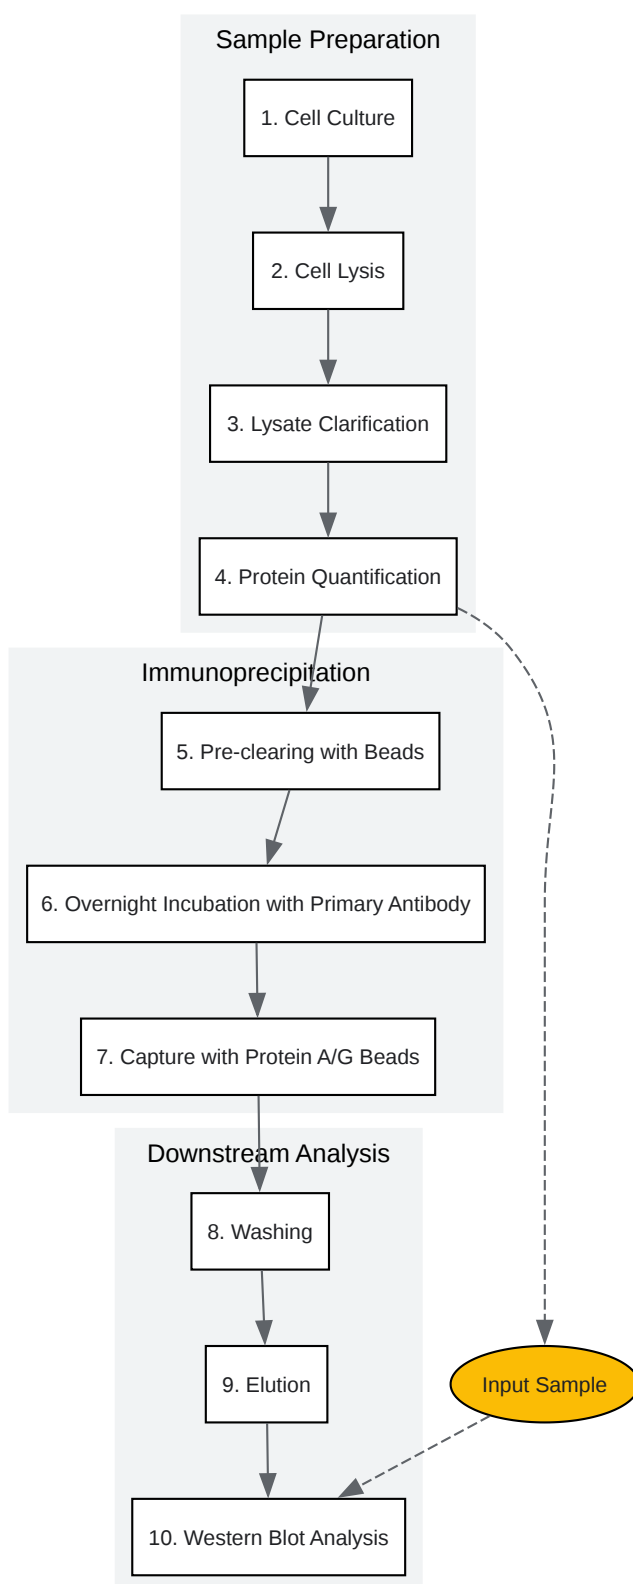 Sample Preparation
1. Cell Culture
2. Cell Lysis
3. Lysate Clarification
4. Protein Quantification
Immunoprecipitation
5. Pre-clearing with Beads
6. Overnight Incubation with Primary Antibody
7. Capture with Protein A/G Beads
Downstream Analysis
8. Washing
9. Elution
Input Sample
10. Western Blot Analysis